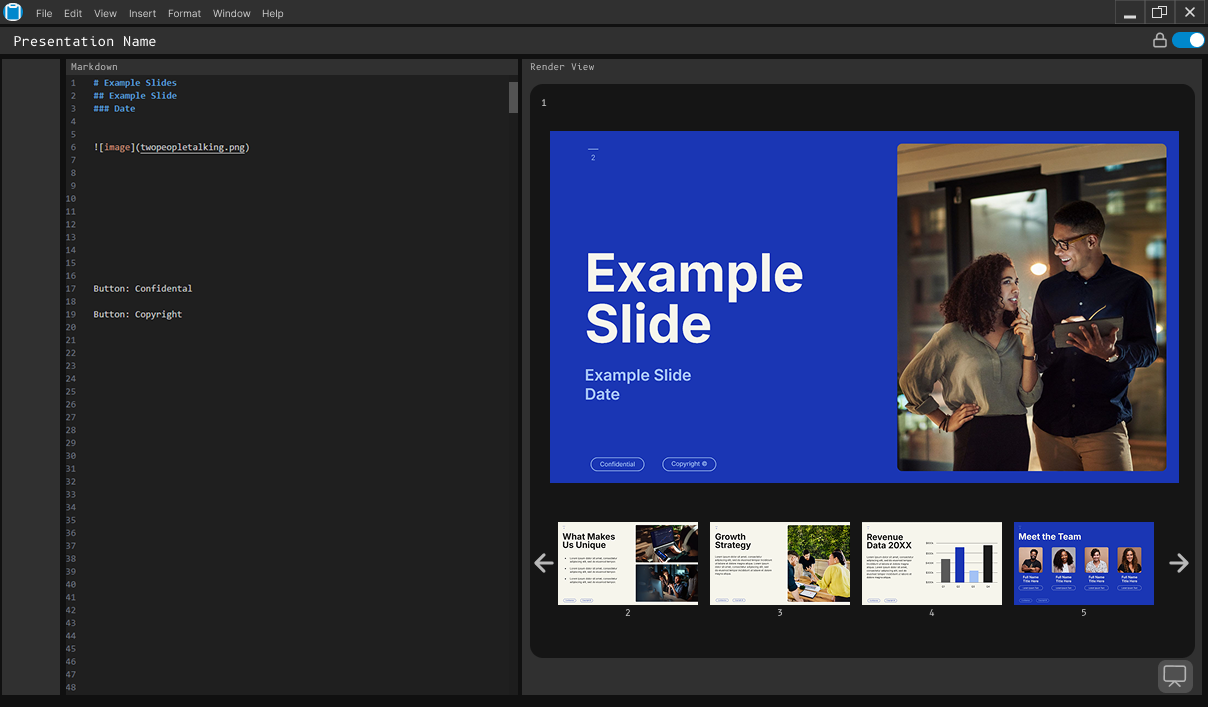 File Edit View Insert Format Window Help
Presentation Name
Markdown
1 # Example Slides
2 ## Example Slide
3 ### Date
4
5
6 ![image](twopeopletalking.png)
7
8
9
10
11
12
13
14
15
16
17 Button: Confidental
18
19 Button: Copyright
20
21
22
23
24
25
26
27
28
29
30
31
32
33
34
35
36
37
38
39
40
41
42
43
44
45
46
47
48
Render View
1
2
Example
Slide
Example Slide
Date
Confidential Copyright ©
What Makes
Us Unique
2
Growth
Strategy
3
Revenue
Data 20XX
4
Meet the Team
Full Name Full Name Full Name Full Name
Title Here Title Here Title Here Title Here
5